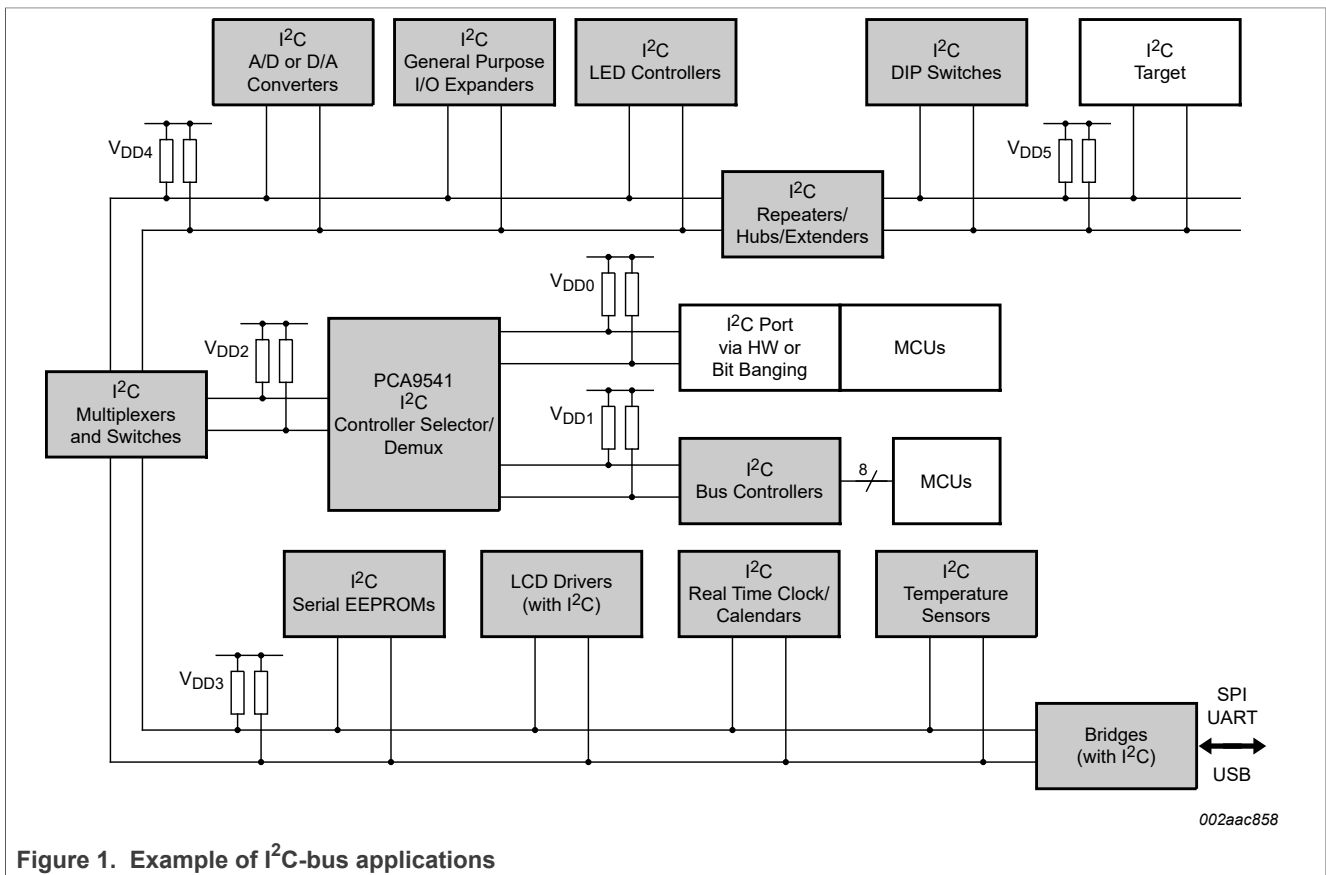 I²C
A/D or D/A
Converters
I²C
General Purpose
I/O Expanders
I²C
LED Controllers
I²C
DIP Switches
I²C
Target
VDD4
VDD5
I²C
Repeaters/
Hubs/Extenders
VDD0
I²C Port
via HW or
Bit Banging
MCUs
VDD2
PCA9541
I²C
Controller Selector/
Demux
I²C
Multiplexers
and Switches
VDD1
I²C
Bus Controllers
8
MCUs
I²C
Serial EEPROMs
LCD Drivers
(with I²C)
I²C
Real Time Clock/
Calendars
I²C
Temperature
Sensors
VDD3
Bridges
(with I²C)
SPI
UART
USB
002aac858
Figure 1. Example of I²C-bus applications